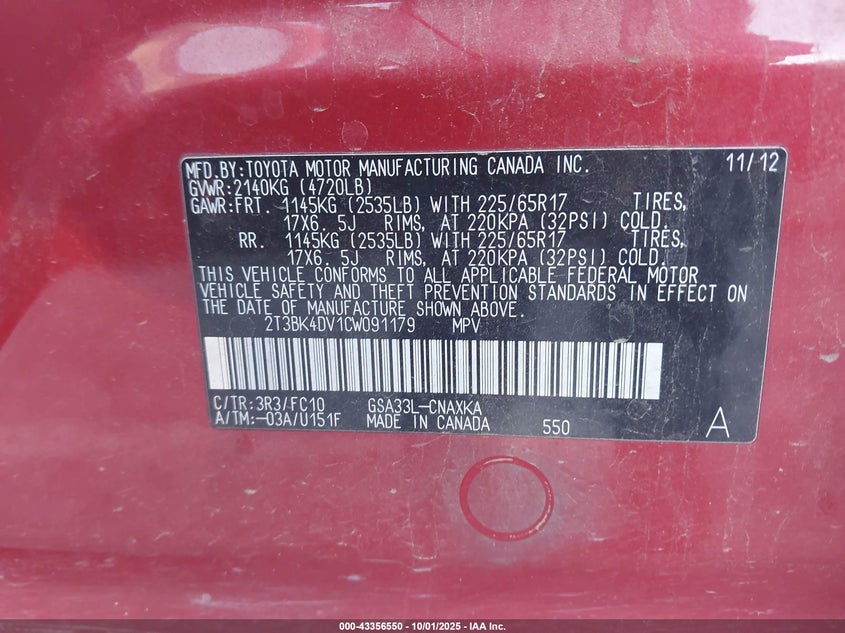 MFD.BY:TOYOTA MOTOR MANUFACTURING CANADA INC. 11/12
GVWR:2140KG (4720LB)
GAWR:FRT. 1145KG (2535LB) WITH 225/65R17 TIRES,
17X6.5J RIMS, AT 220KPA (32PSI) COLD.
RR. 1145KG (2535LB) WITH 225/65R17 TIRES,
17X6.5J RIMS, AT 220KPA (32PSI) COLD.
THIS VEHICLE CONFORMS TO ALL APPLICABLE FEDERAL MOTOR
VEHICLE SAFETY AND THEFT PREVENTION STANDARDS IN EFFECT ON
THE DATE OF MANUFACTURE SHOWN ABOVE.
2T3BK4DV1CW091179 MPV
C/TR:3R3/FC10 GSA33L-CNAXKA
A/TM:-03A/U151F MADE IN CANADA 550 A
000-43356550 - 10/01/2025 - IAA Inc.